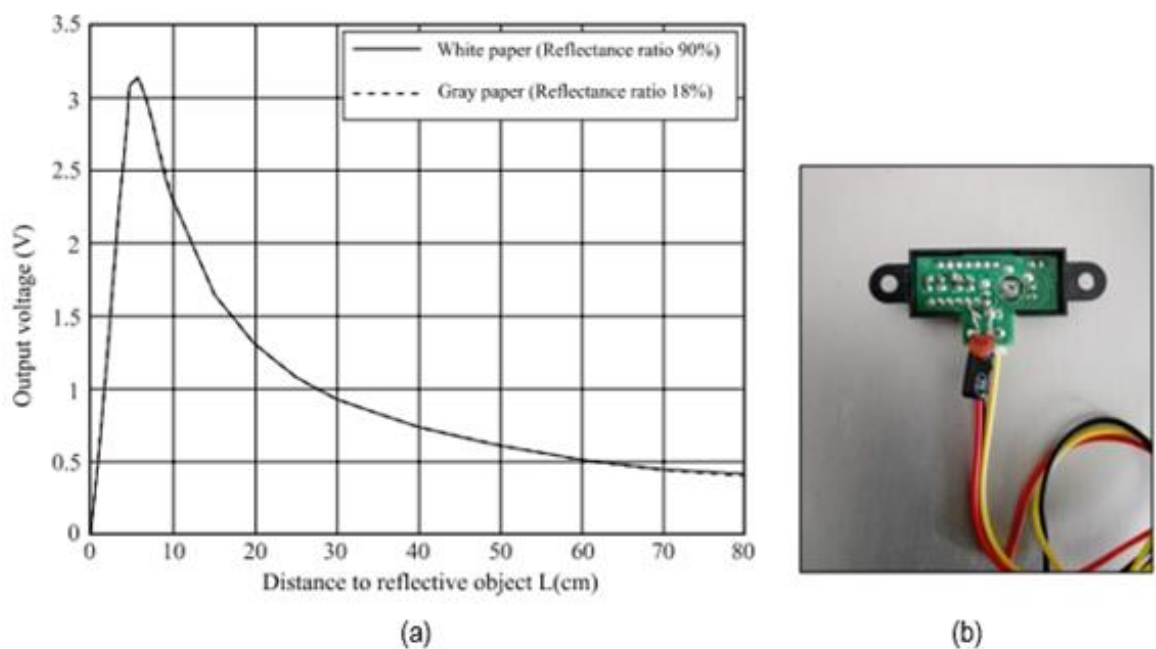 3.5
3
2.5
2
1.5
1
0.5
0
Output voltage (V)
White paper (Reflectance ratio 90%)
Gray paper (Reflectance ratio 18%)
0 10 20 30 40 50 60 70 80
Distance to reflective object L(cm)
(a)
(b)